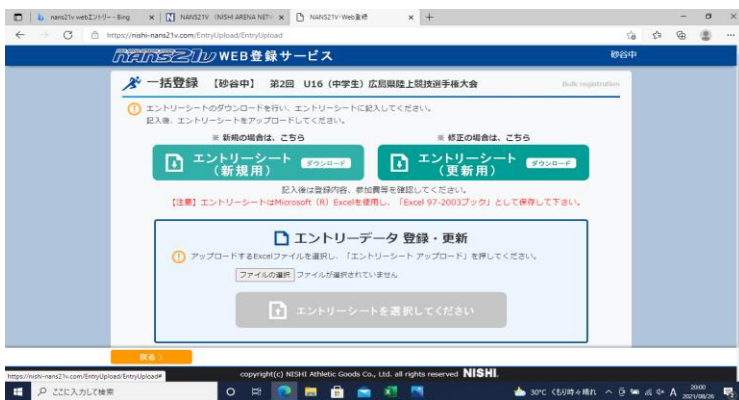 nans21v webエントリー - Bing
NANS21V (NISHI ARENA NETW
NANS21V-Web登録
https://nishi-nans21v.com/EntryUpload/EntryUpload
NANS21V WEB登録サービス
砂谷中
一括登録 【砂谷中】 第2回 U16（中学生）広島県陸上競技選手権大会
Bulk registration
エントリーシートのダウンロードを行い、エントリーシートに記入してください。
記入後、エントリーシートをアップロードしてください。
※ 新規の場合は、こちら
※ 修正の場合は、こちら
エントリーシート（新規用）
ダウンロード
エントリーシート（更新用）
ダウンロード
記入後は登録内容、参加費等を確認してください。
【注意】エントリーシートはMicrosoft（R）Excelを使用し、「Excel 97-2003ブック」として保存して下さい。
エントリーデータ 登録・更新
アップロードするExcelファイルを選択し、「エントリーシート アップロード」を押してください。
ファイルの選択 ファイルが選択されていません
エントリーシートを選択してください
戻る
https://nishi-nans21v.com/EntryUpload/EntryUpload#
copyright(c) NISHI Athletic Goods Co., Ltd. all rights reserved NISHI.
ここに入力して検索
30°C くもり時々晴れ
A
20:00
2021/08/26